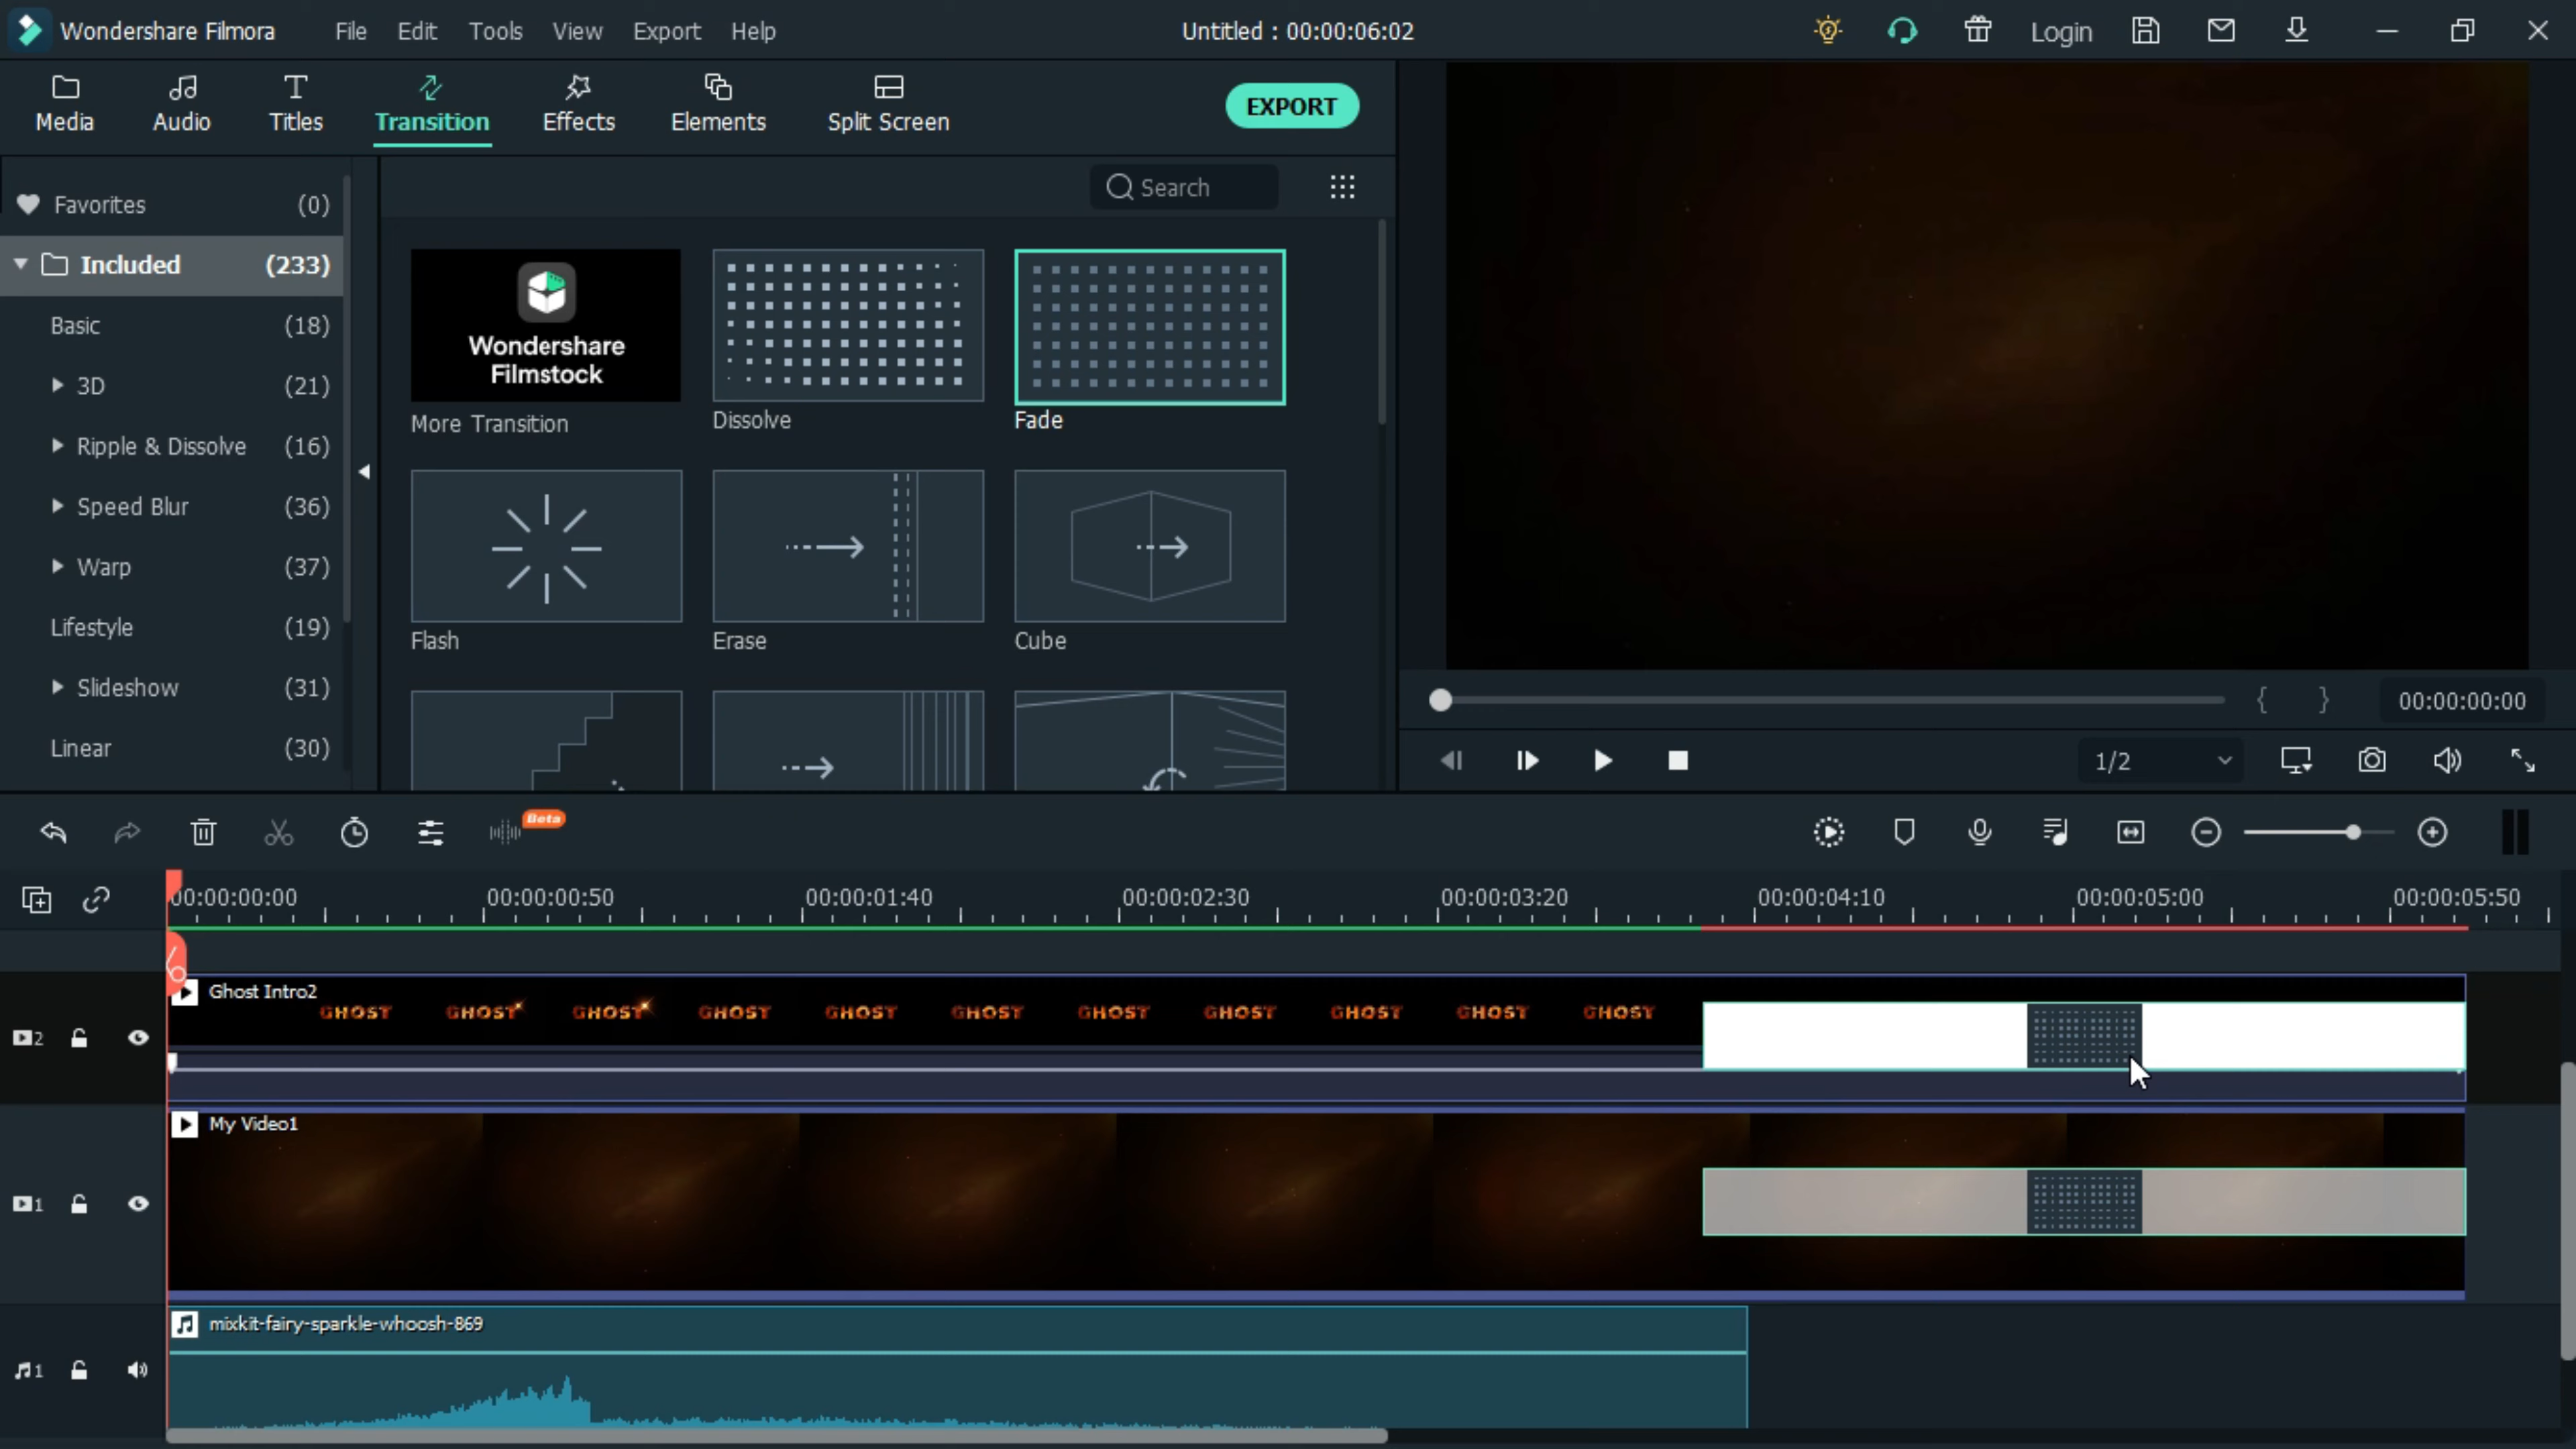 Wondershare Filmora File Edit Tools View Export Help Untitled : 00:00:06:02 Login
Media Audio Titles Transition Effects Elements Split Screen EXPORT
Favorites (0) Search
Included (233)
Basic (18)
3D (21)
Ripple & Dissolve (16)
Speed Blur (36)
Warp (37)
Lifestyle (19)
Slideshow (31)
Linear (30)
Wondershare
Filmstock
More Transition Dissolve Fade
Flash Erase Cube
{ } 00:00:00:00
1/2
Beta
00:00:00:00 00:00:00:50 00:00:01:40 00:00:02:30 00:00:03:20 00:00:04:10 00:00:05:00 00:00:05:50
Ghost Intro2
GHOST GHOST GHOST GHOST GHOST GHOST GHOST GHOST GHOST GHOST GHOST
2
My Video1
1
mixkit-fairy-sparkle-whoosh-869
1